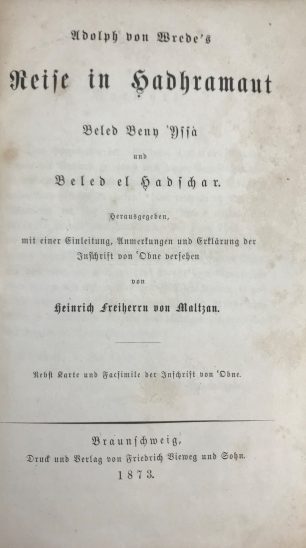 Adolph von Wrede's
Reise in Hadhramaut
Beled Beny 'Yssà
und
Beled el Hadschar.
Herausgegeben,
mit einer Einleitung, Anmerkungen und Erklärung der
Inschrift von 'Obne versehen
von
Heinrich Freiherrn von Maltzan.
Nebst Karte und Facsimile der Inschrift von 'Obne.
Braunschweig,
Druck und Verlag von Friedrich Vieweg und Sohn.
1873.